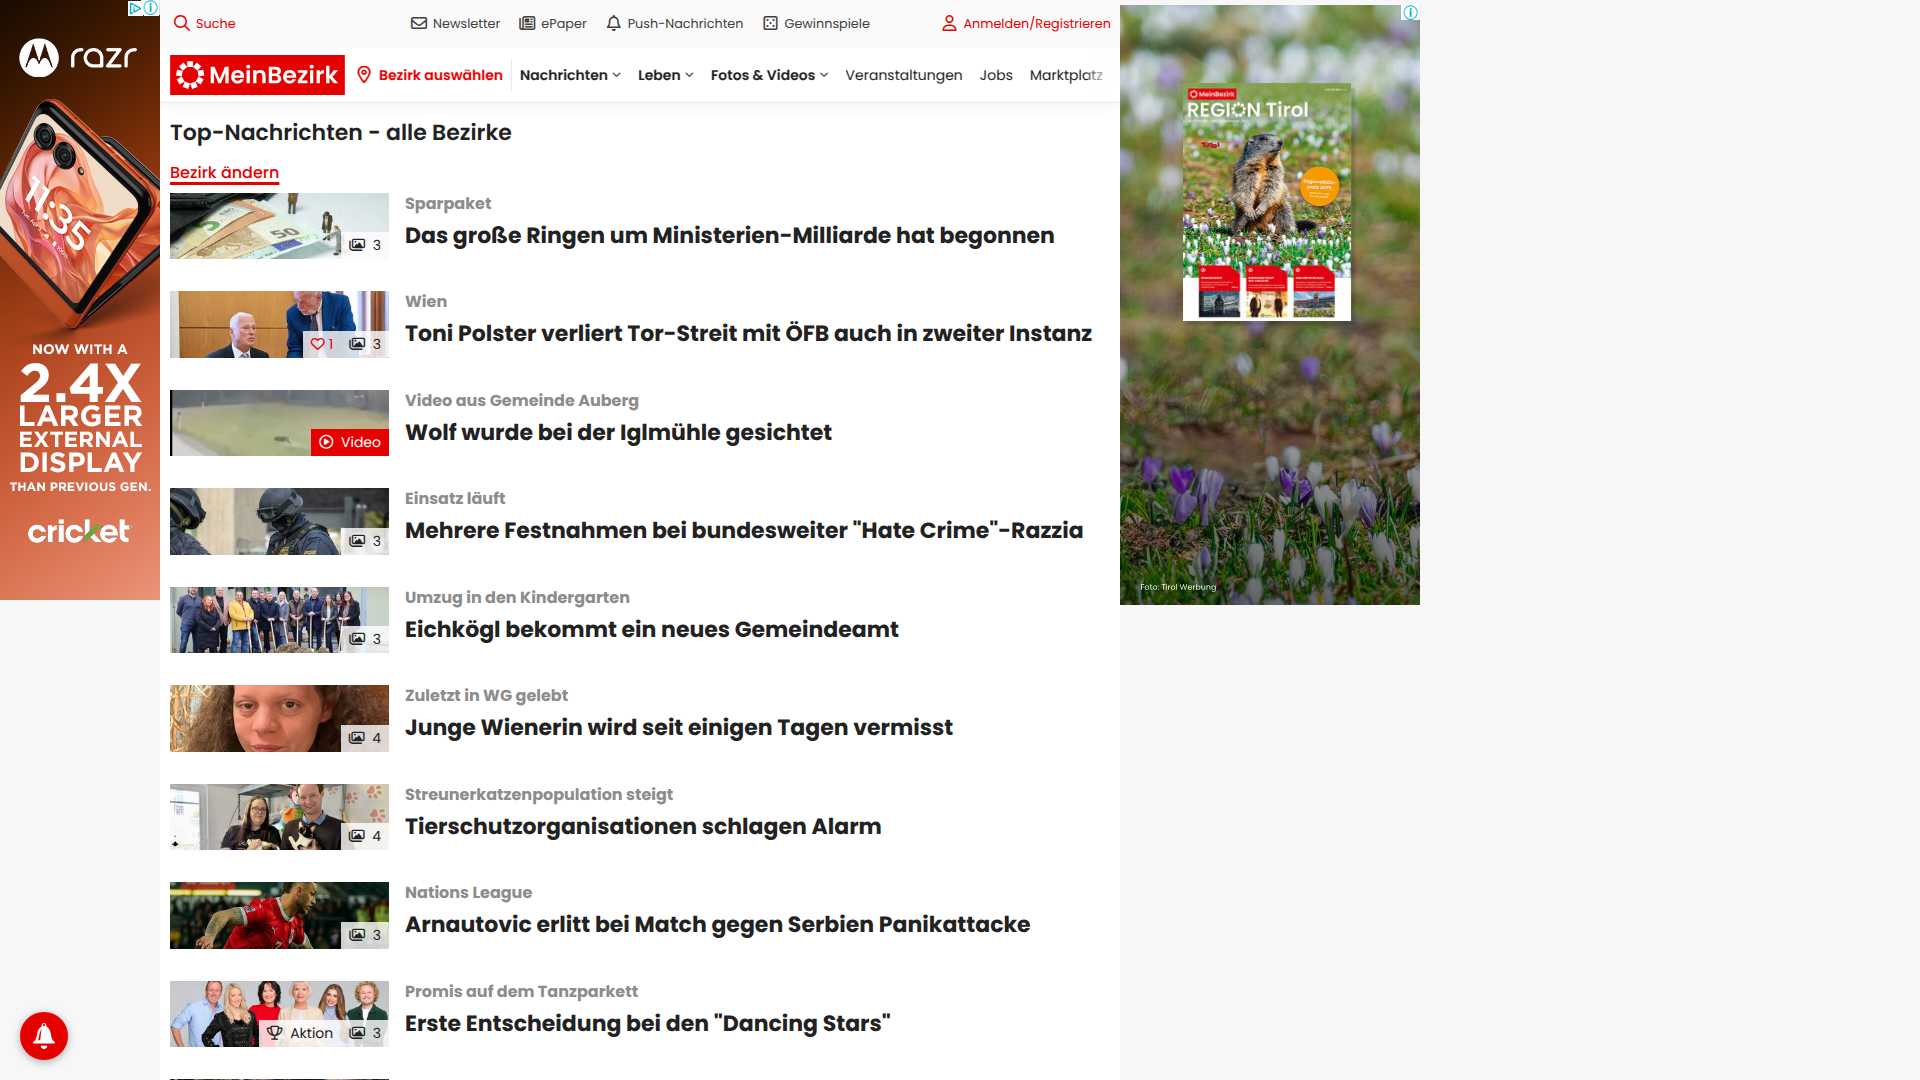 razr
11:35
NOW WITH A
2.4X
LARGER
EXTERNAL
DISPLAY
THAN PREVIOUS GEN.
cricket
Suche
Newsletter
ePaper
Push-Nachrichten
Gewinnspiele
Anmelden/Registrieren
MeinBezirk
Bezirk auswählen
Nachrichten
Leben
Fotos & Videos
Veranstaltungen
Jobs
Marktplatz
Top-Nachrichten - alle Bezirke
Bezirk ändern
3
Sparpaket
Das große Ringen um Ministerien-Milliarde hat begonnen
1 3
Wien
Toni Polster verliert Tor-Streit mit ÖFB auch in zweiter Instanz
Video
Video aus Gemeinde Auberg
Wolf wurde bei der Iglmühle gesichtet
3
Einsatz läuft
Mehrere Festnahmen bei bundesweiter "Hate Crime"-Razzia
3
Umzug in den Kindergarten
Eichkögl bekommt ein neues Gemeindeamt
4
Zuletzt in WG gelebt
Junge Wienerin wird seit einigen Tagen vermisst
4
Streunerkatzenpopulation steigt
Tierschutzorganisationen schlagen Alarm
3
Nations League
Arnautovic erlitt bei Match gegen Serbien Panikattacke
Aktion 3
Promis auf dem Tanzparkett
Erste Entscheidung bei den "Dancing Stars"
MeinBezirk
REGION Tirol
Foto: Tirol Werbung